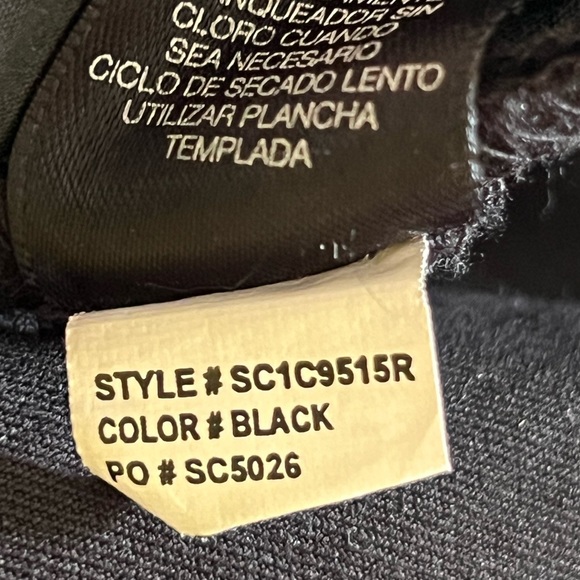 CLORO CUANDO
SEA NECESARIO
CICLO DE SECADO LENTO
UTILIZAR PLANCHA
TEMPLADA
STYLE # SC1C9515R
COLOR # BLACK
PO # SC5026